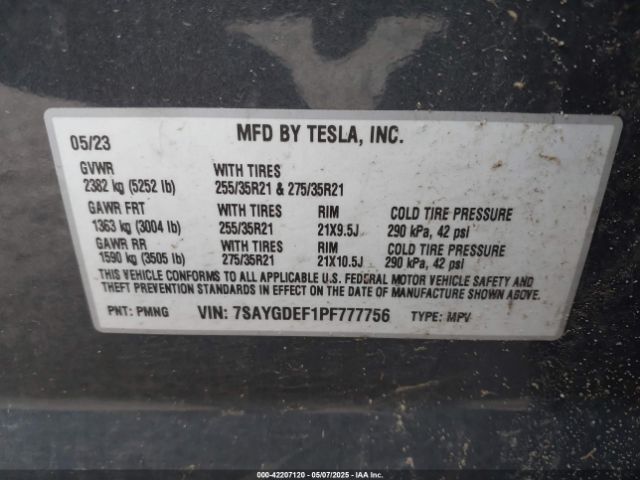 05/23 MFD BY TESLA, INC.
GVWR WITH TIRES
2382 kg (5252 lb) 255/35R21 & 275/35R21
GAWR FRT WITH TIRES RIM COLD TIRE PRESSURE
1363 kg (3004 lb) 255/35R21 21X9.5J 290 kPa, 42 psi
GAWR RR WITH TIRES RIM COLD TIRE PRESSURE
1590 kg (3505 lb) 275/35R21 21X10.5J 290 kPa, 42 psi
THIS VEHICLE CONFORMS TO ALL APPLICABLE U.S. FEDERAL MOTOR VEHICLE SAFETY AND
THEFT PREVENTION STANDARDS IN EFFECT ON THE DATE OF MANUFACTURE SHOWN ABOVE.
PNT: PMNG VIN: 7SAYGDEF1PF777756 TYPE: MPV
000-42207120 - 05/07/2025 - IAA Inc.